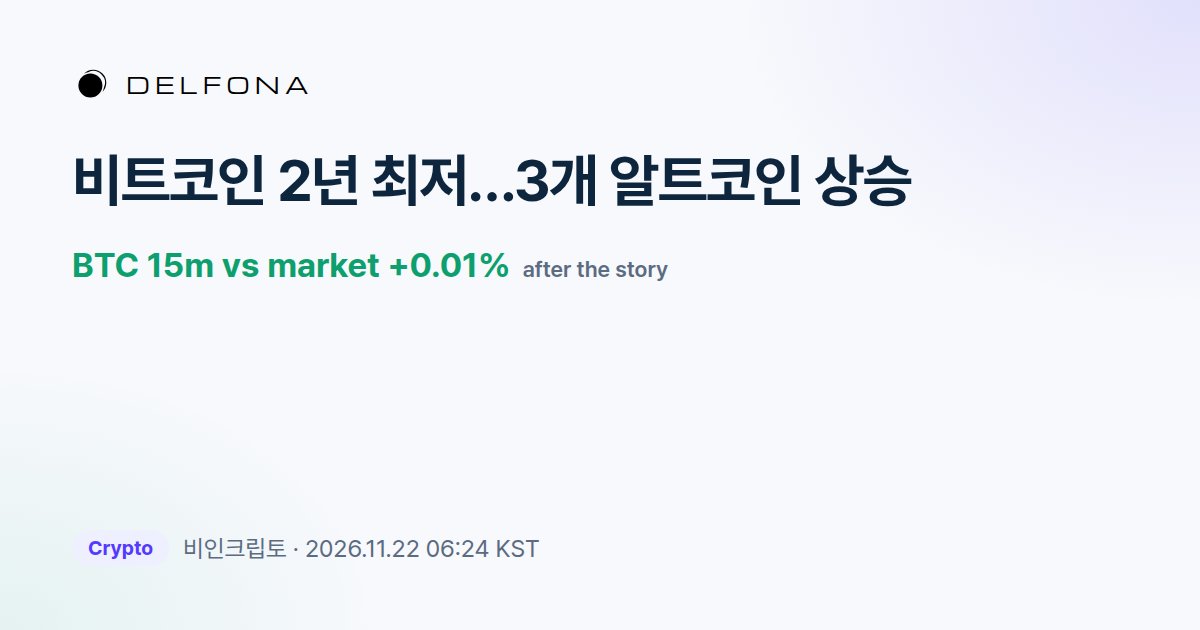 DELFONA
비트코인 2년 최저...3개 알트코인 상승
BTC 15m vs market +0.01% after the story
Crypto 비인크립토 · 2026.11.22 06:24 KST